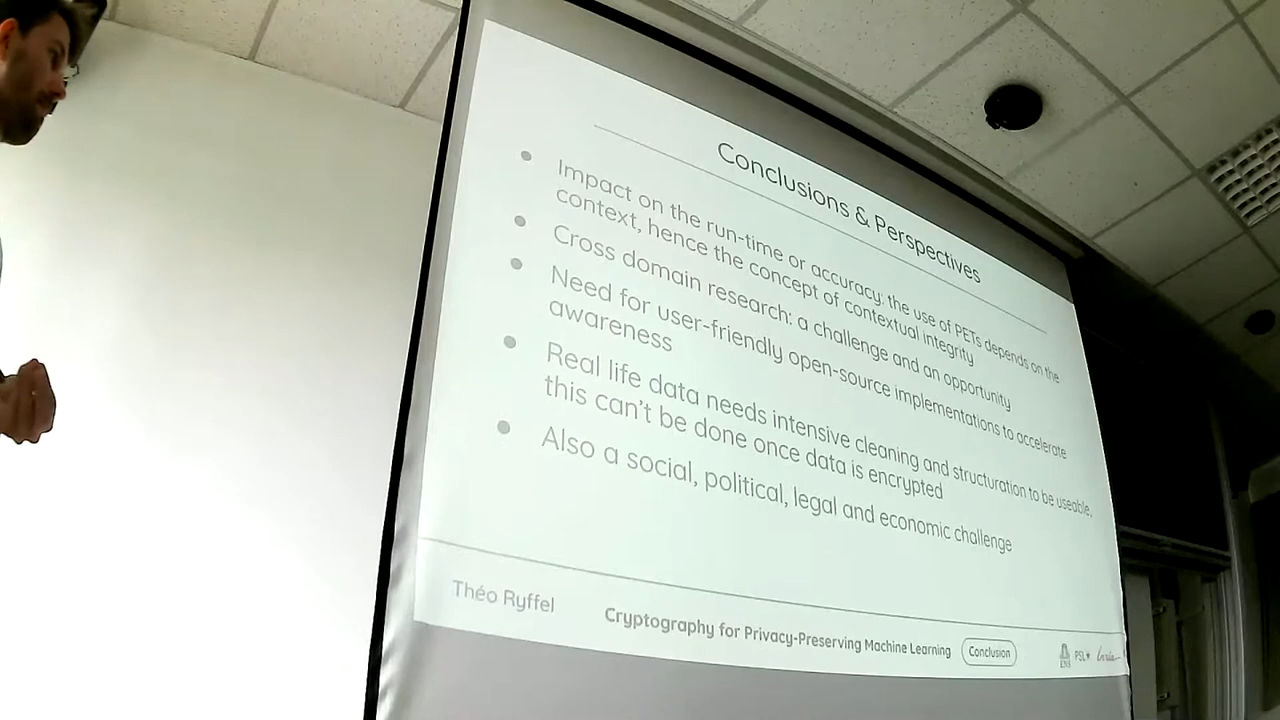 Conclusions & Perspectives
Impact on the run-time or accuracy: the use of PETs depends on the
context, hence the concept of contextual integrity
Cross domain research: a challenge and an opportunity
Need for user-friendly open-source implementations to accelerate
awareness
Real life data needs intensive cleaning and structuration to be useable,
this can't be done once data is encrypted
Also a social, political, legal and economic challenge
Théo Ryffel
Cryptography for Privacy-Preserving Machine Learning
Conclusion
ENS
PSL★
Inria